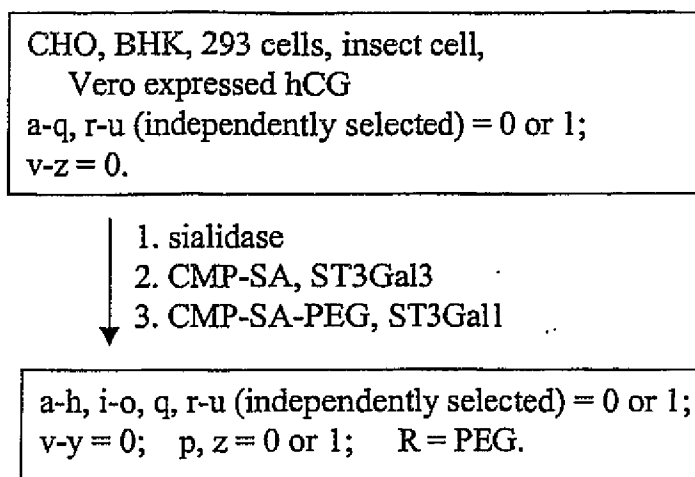 CHO, BHK, 293 cells, insect cell,
Vero expressed hCG
a-q, r-u (independently selected) = 0 or 1;
v-z = 0.
1. sialidase
2. CMP-SA, ST3Gal3
3. CMP-SA-PEG, ST3Gal1
a-h, i-o, q, r-u (independently selected) = 0 or 1;
v-y = 0; p, z = 0 or 1; R = PEG.